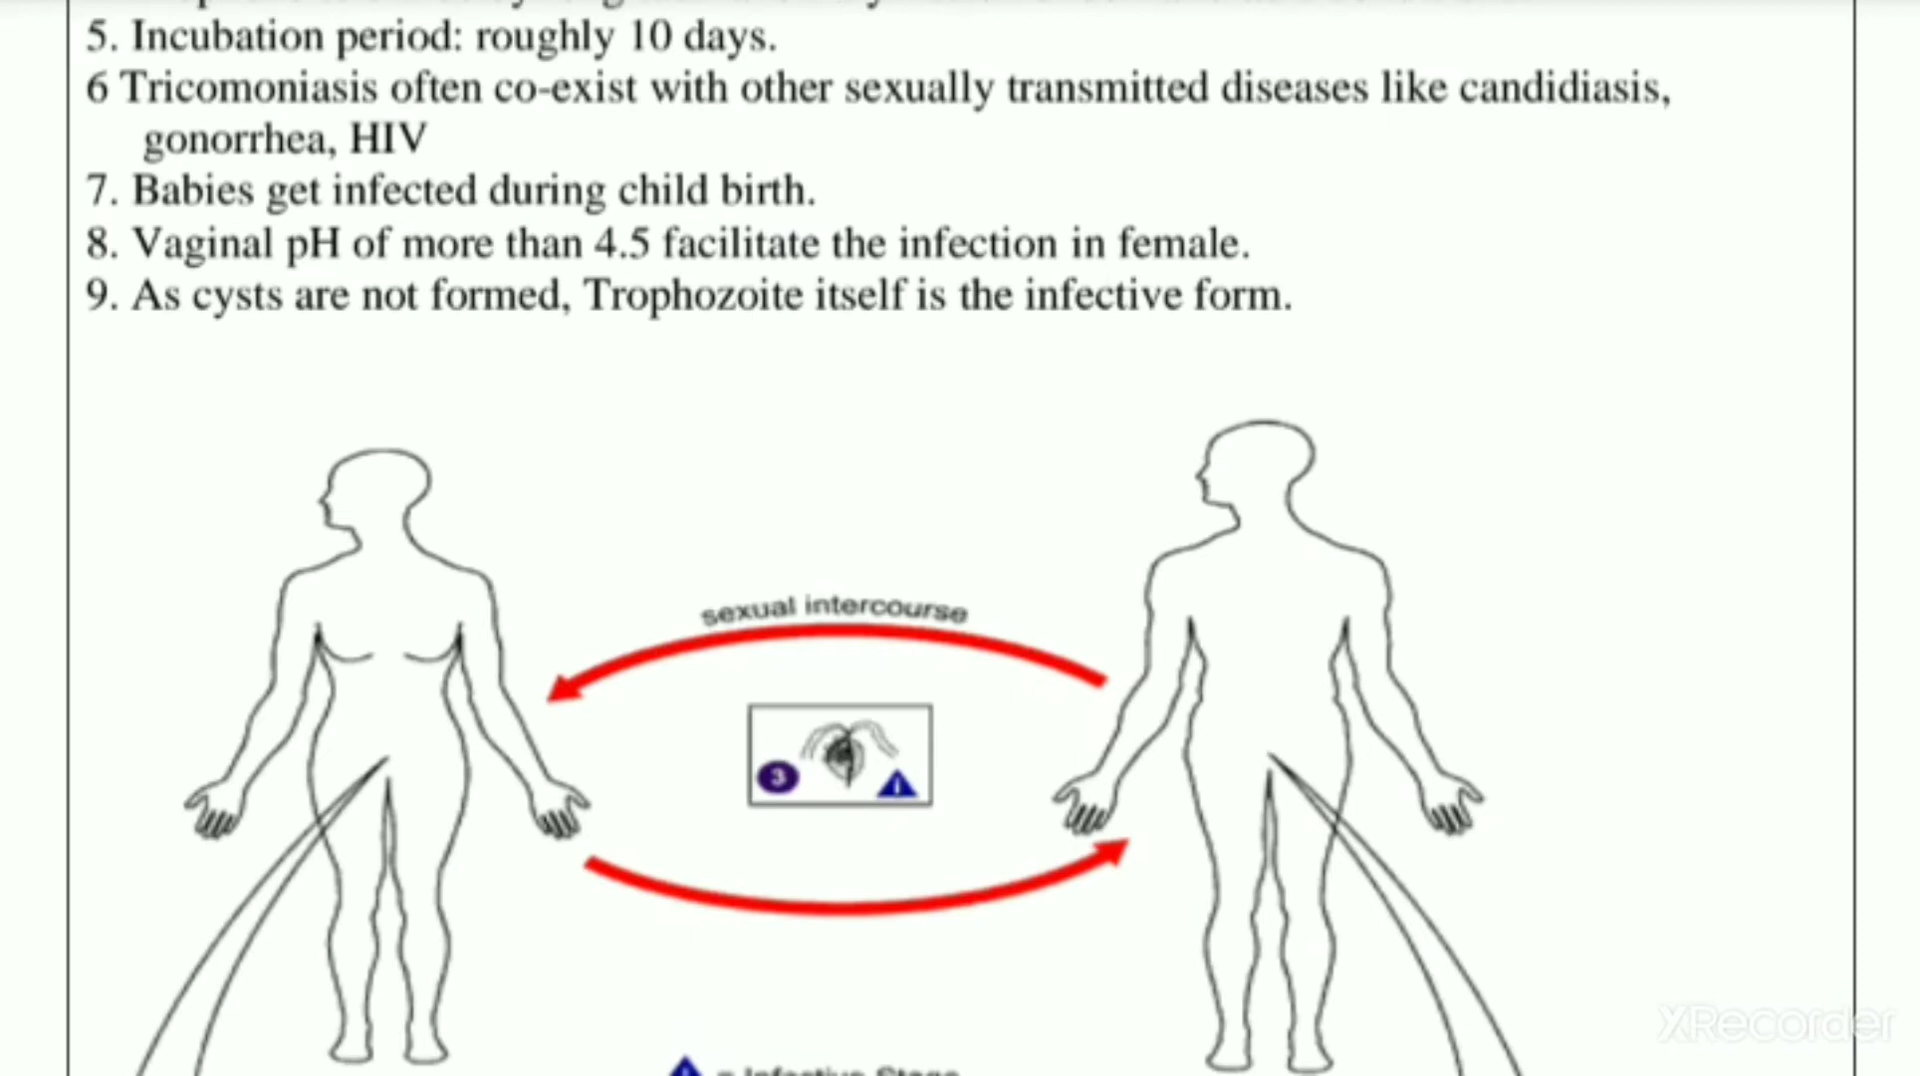 5. Incubation period: roughly 10 days.
6 Tricomoniasis often co-exist with other sexually transmitted diseases like candidiasis,
gonorrhea, HIV
7. Babies get infected during child birth.
8. Vaginal pH of more than 4.5 facilitate the infection in female.
9. As cysts are not formed, Trophozoite itself is the infective form.
sexual intercourse
3 i
XRecorder
i = Infective Stage